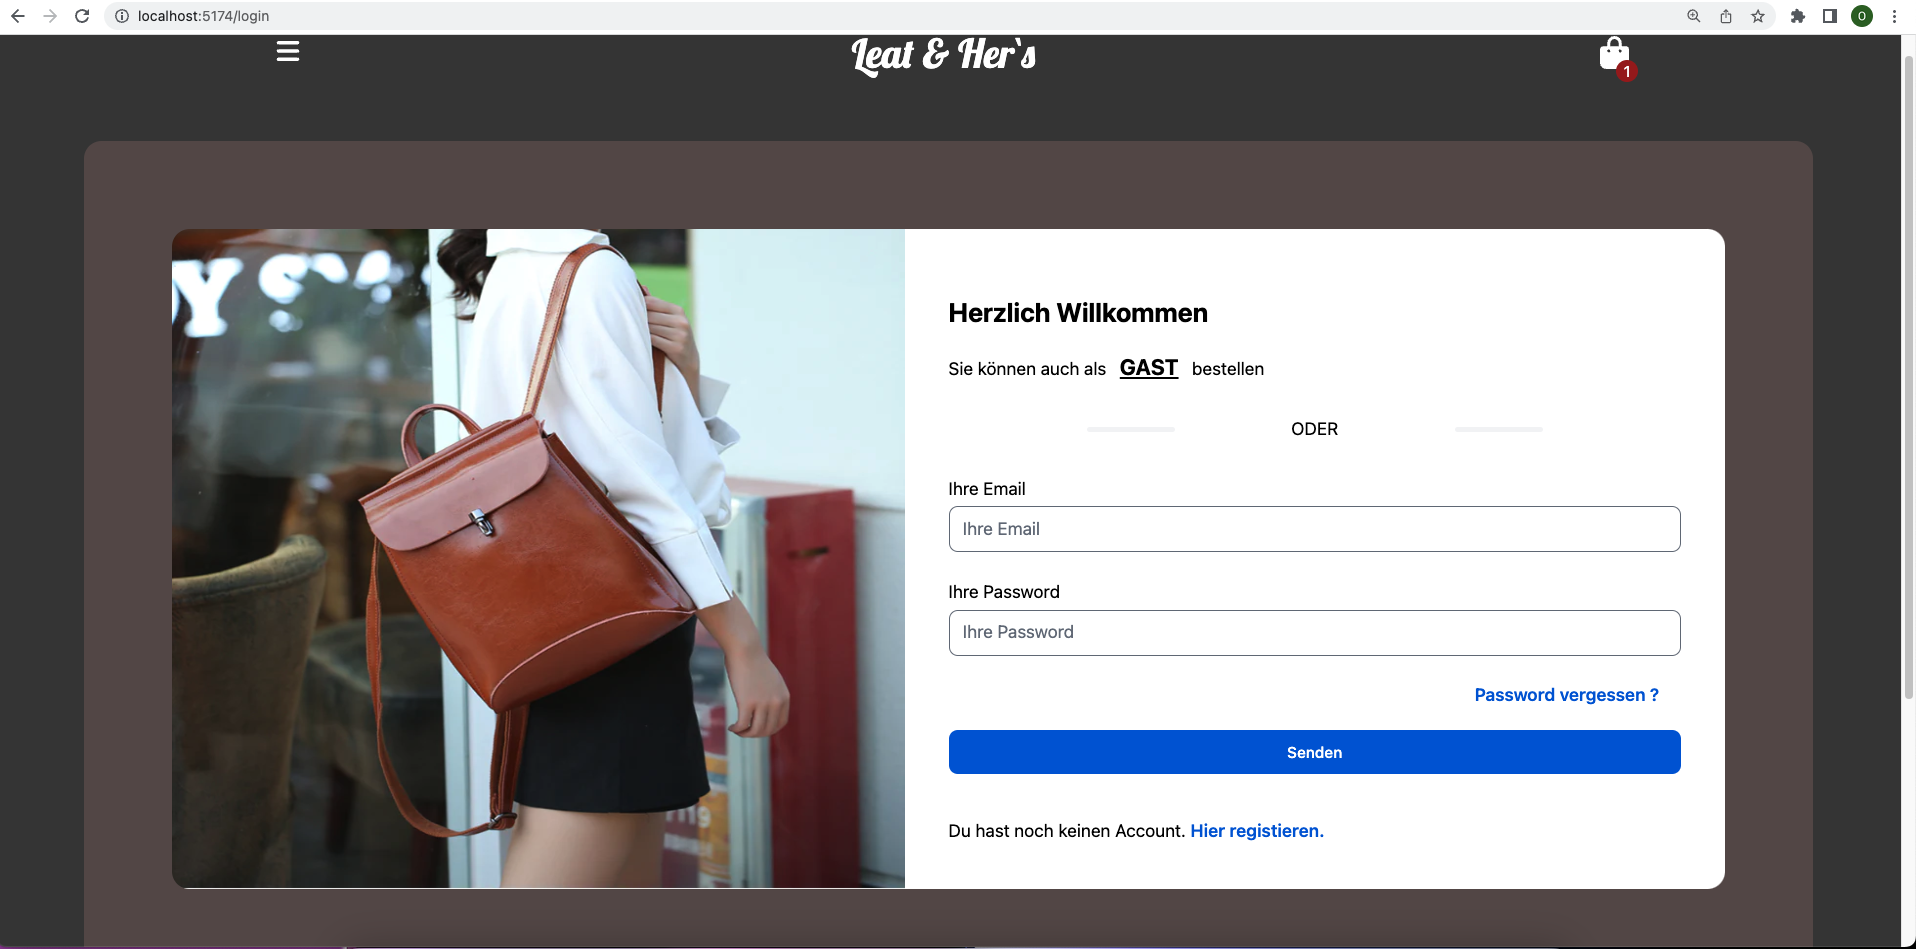 localhost:5174/login
O
Leat & Her`s
1
Herzlich Willkommen
Sie können auch als GAST bestellen
ODER
Ihre Email
Ihre Email
Ihre Password
Ihre Password
Password vergessen ?
Senden
Du hast noch keinen Account. Hier registieren.